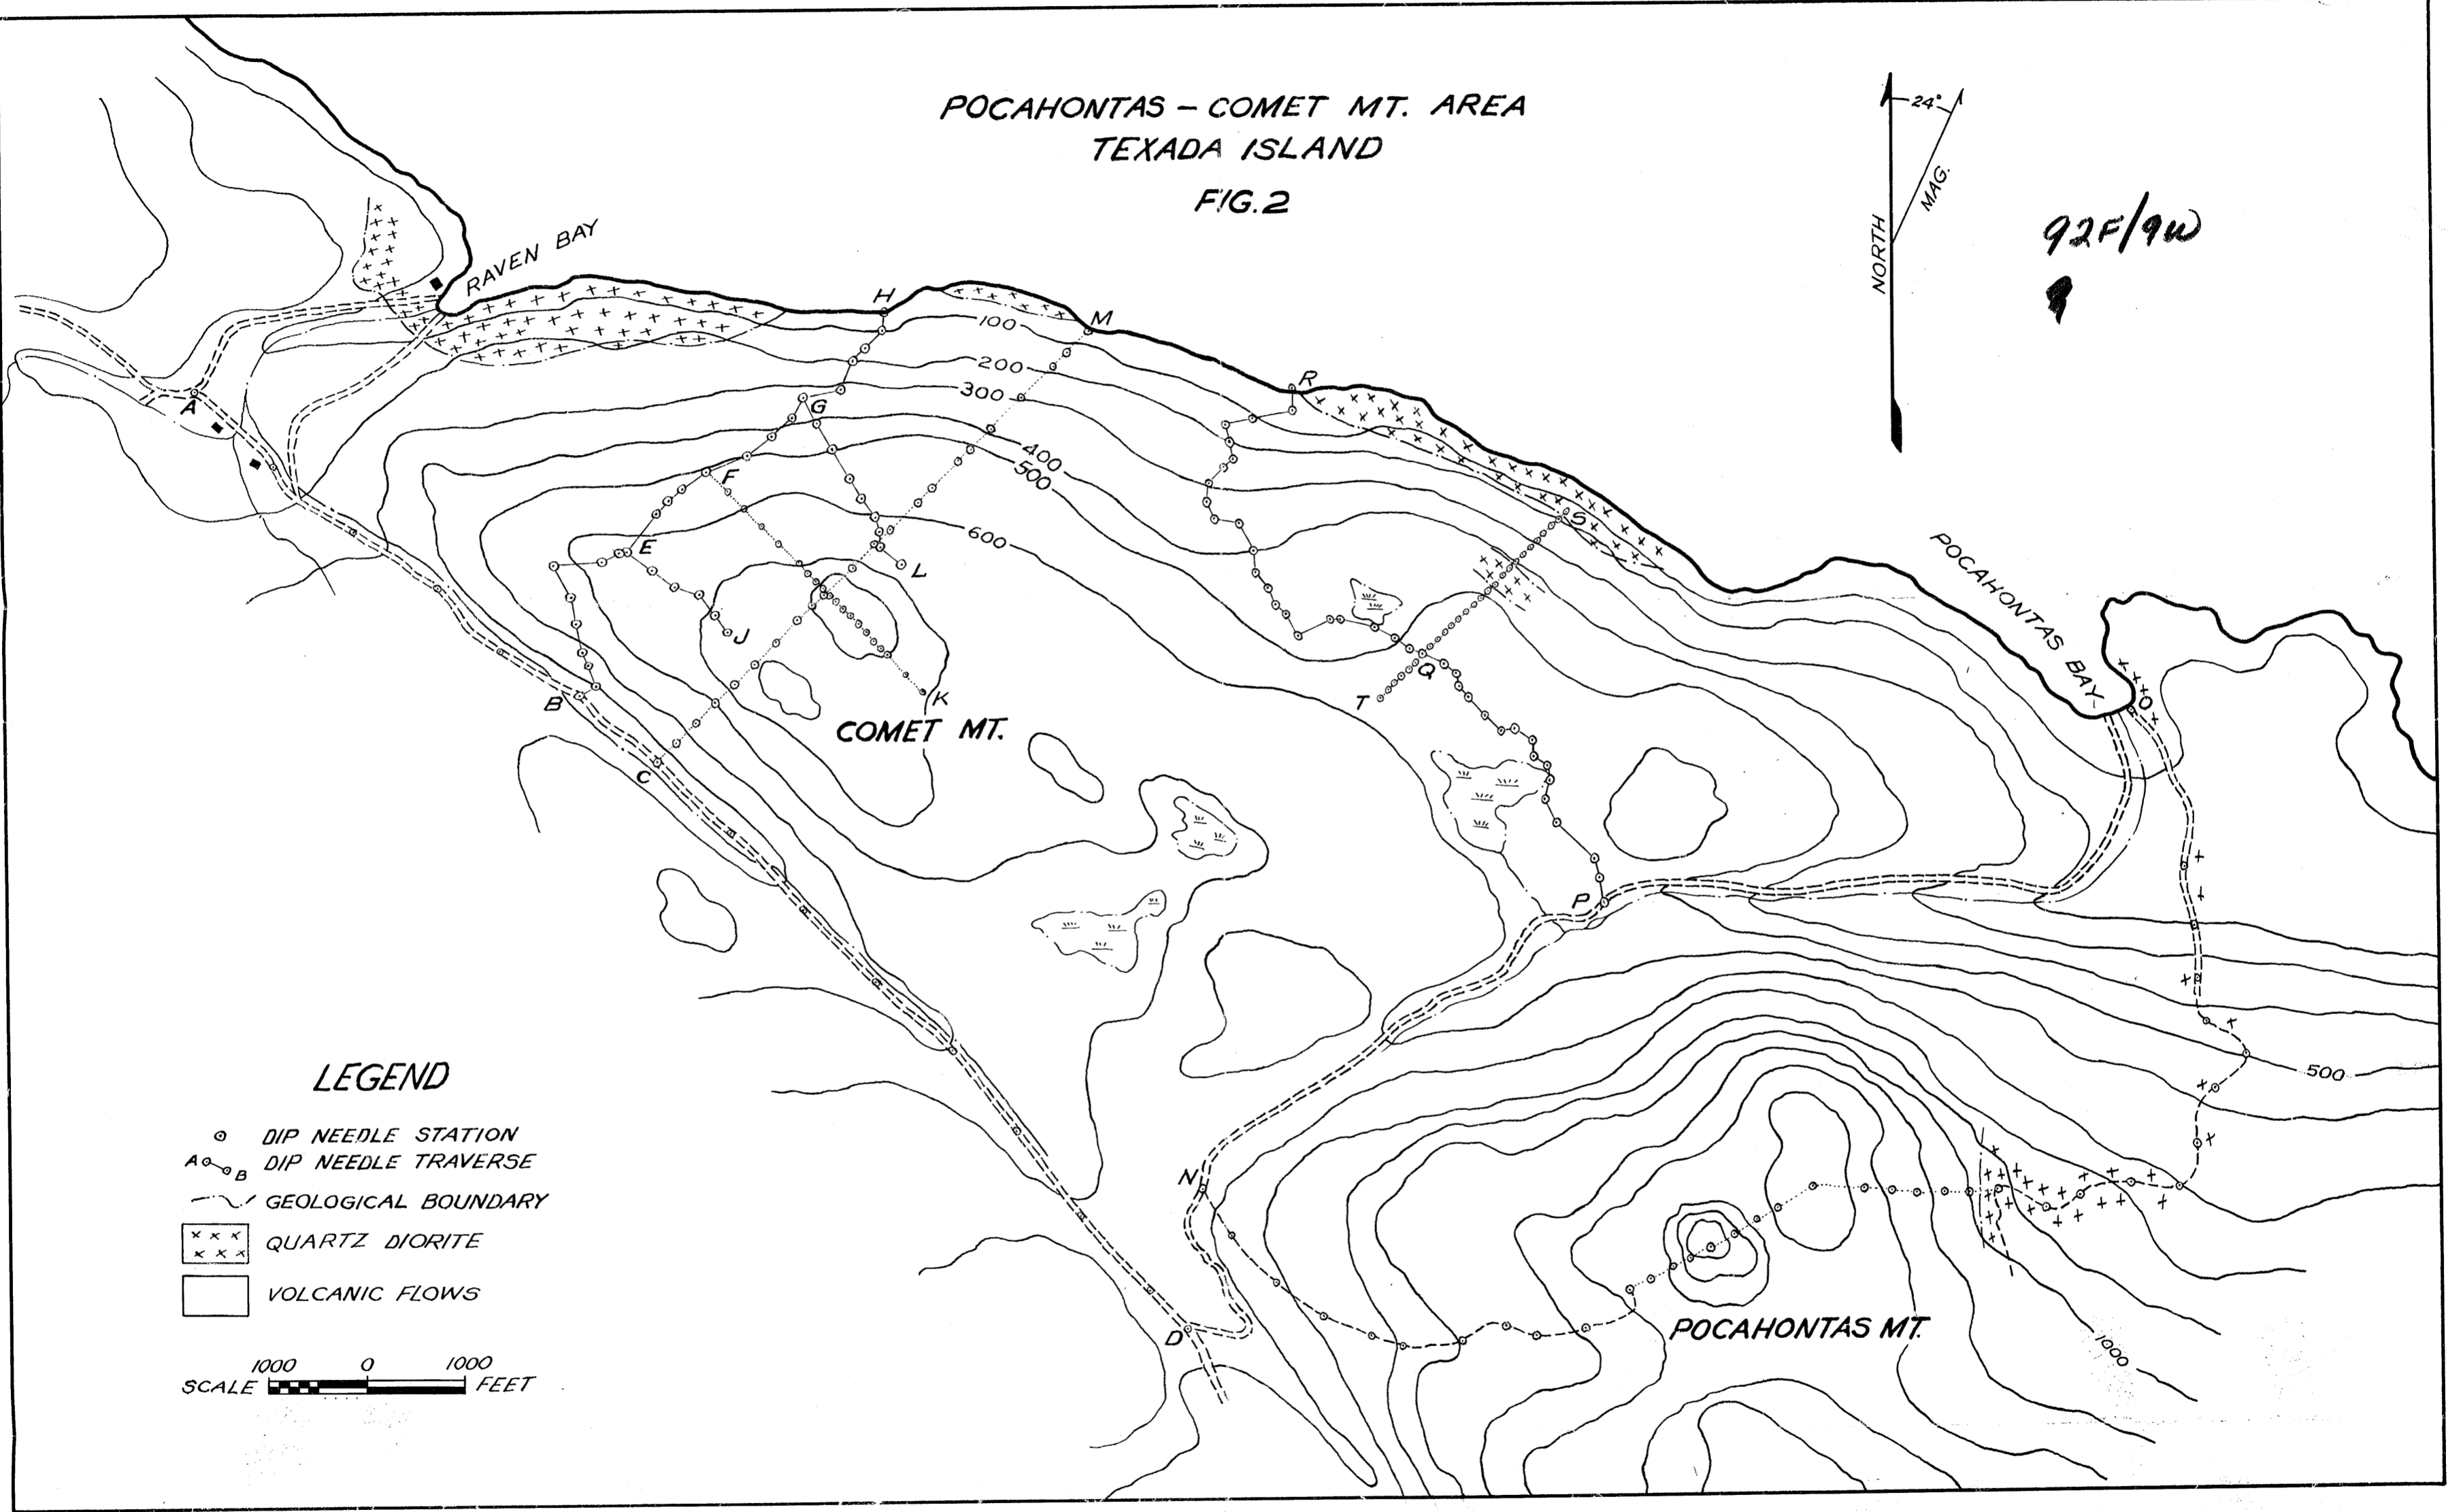 POCAHONTAS – COMET MT. AREA
TEXADA ISLAND
FIG.2
24°
MAG.
NORTH
92F/9W
9
RAVEN BAY
H
M
100
200
300
R
A
G
400
500
F
S
600
E
L
POCAHONTAS BAY
J
Q
K
T
B
O
COMET MT.
C
P
LEGEND
500
DIP NEEDLE STATION
A B DIP NEEDLE TRAVERSE
N
GEOLOGICAL BOUNDARY
QUARTZ DIORITE
VOLCANIC FLOWS
D
POCAHONTAS MT.
1000
1000 0 1000
SCALE FEET